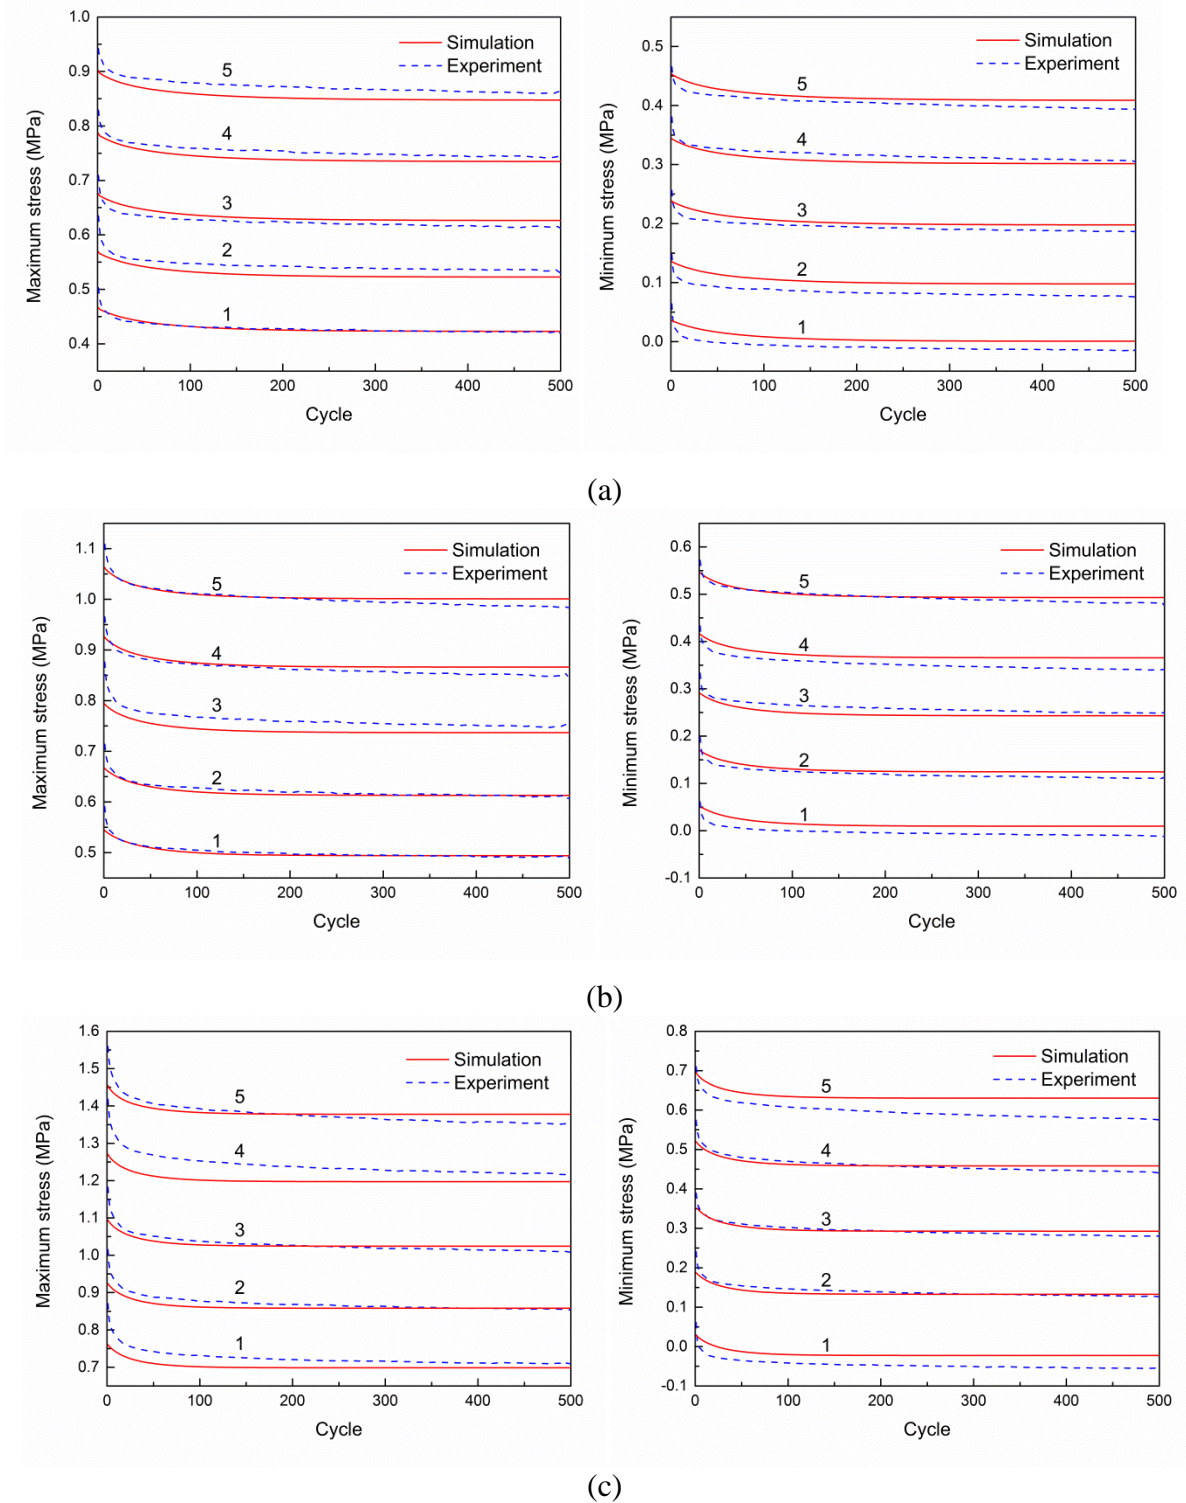 1.0
0.9
0.8
0.7
0.6
0.5
0.4
Maximum stress (MPa)
Simulation
Experiment
5
4
3
2
1
0 100 200 300 400 500
Cycle
0.5
0.4
0.3
0.2
0.1
0.0
Minimum stress (MPa)
Simulation
Experiment
5
4
3
2
1
0 100 200 300 400 500
Cycle
(a)
1.1
1.0
0.9
0.8
0.7
0.6
0.5
Maximum stress (MPa)
Simulation
Experiment
5
4
3
2
1
0 100 200 300 400 500
Cycle
0.6
0.5
0.4
0.3
0.2
0.1
0.0
-0.1
Minimum stress (MPa)
Simulation
Experiment
5
4
3
2
1
0 100 200 300 400 500
Cycle
(b)
1.6
1.5
1.4
1.3
1.2
1.1
1.0
0.9
0.8
0.7
Maximum stress (MPa)
Simulation
Experiment
5
4
3
2
1
0 100 200 300 400 500
Cycle
0.8
0.7
0.6
0.5
0.4
0.3
0.2
0.1
0.0
-0.1
Minimum stress (MPa)
Simulation
Experiment
5
4
3
2
1
0 100 200 300 400 500
Cycle
(c)